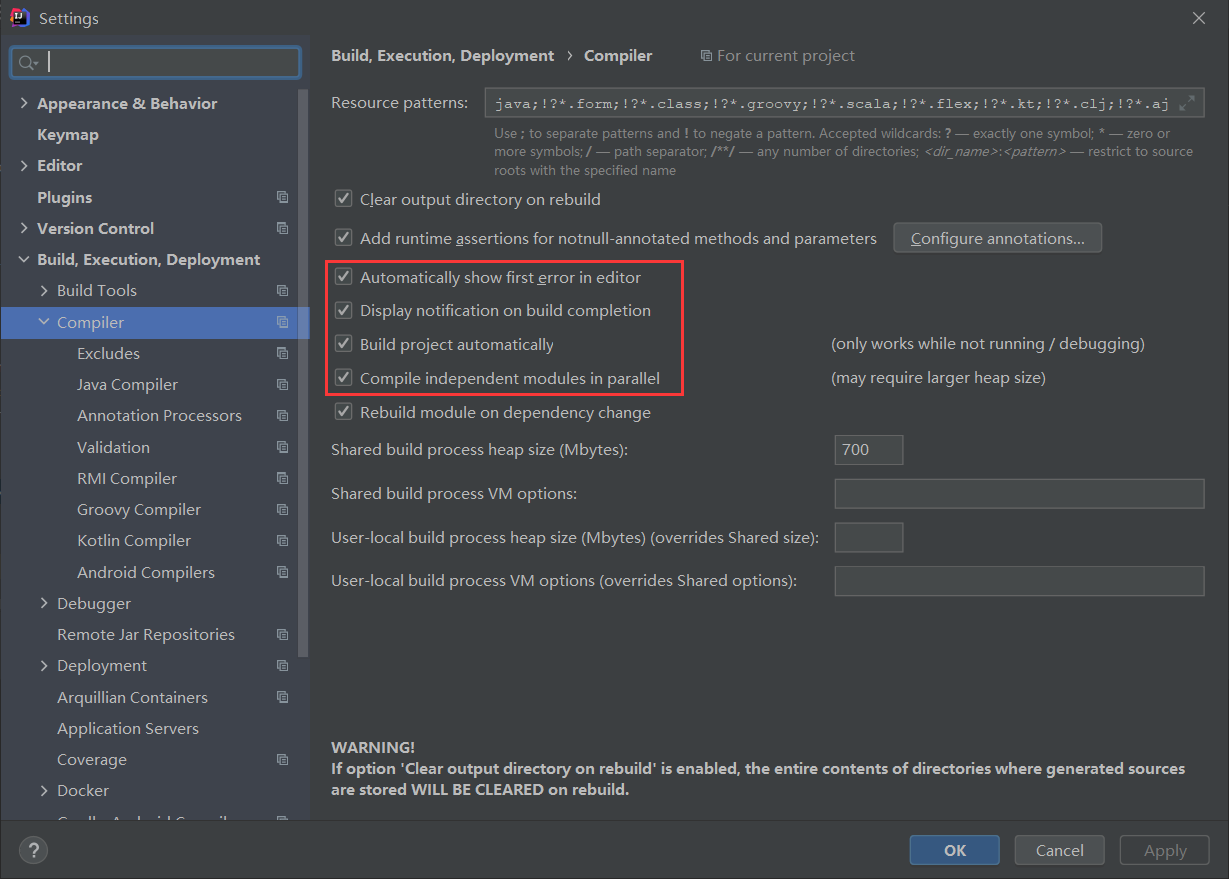 Settings
Appearance & Behavior
Keymap
Editor
Plugins
Version Control
Build, Execution, Deployment
Build Tools
Compiler
Excludes
Java Compiler
Annotation Processors
Validation
RMI Compiler
Groovy Compiler
Kotlin Compiler
Android Compilers
Debugger
Remote Jar Repositories
Deployment
Arquillian Containers
Application Servers
Coverage
Docker
Build, Execution, Deployment › Compiler For current project
Resource patterns: java;!?*.form;!?*.class;!?*.groovy;!?*.scala;!?*.flex;!?*.kt;!?*.clj;!?*.aj
Use ; to separate patterns and ! to negate a pattern. Accepted wildcards: ? — exactly one symbol; * — zero or
more symbols; / — path separator; /**/ — any number of directories; <dir_name>:<pattern> — restrict to source
roots with the specified name
Clear output directory on rebuild
Add runtime assertions for notnull-annotated methods and parameters Configure annotations...
Automatically show first error in editor
Display notification on build completion
Build project automatically (only works while not running / debugging)
Compile independent modules in parallel (may require larger heap size)
Rebuild module on dependency change
Shared build process heap size (Mbytes): 700
Shared build process VM options:
User-local build process heap size (Mbytes) (overrides Shared size):
User-local build process VM options (overrides Shared options):
WARNING!
If option 'Clear output directory on rebuild' is enabled, the entire contents of directories where generated sources
are stored WILL BE CLEARED on rebuild.
? OK Cancel Apply